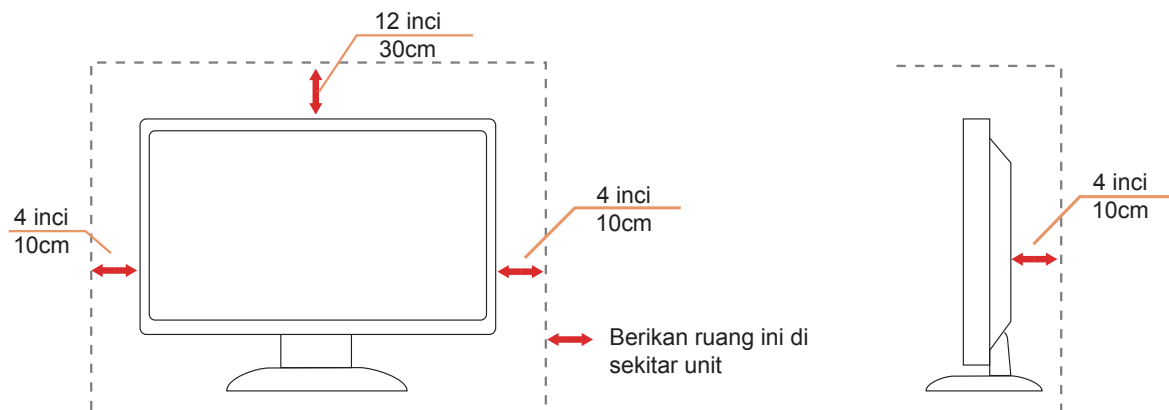 12 inci
30cm
4 inci
10cm
4 inci
10cm
4 inci
10cm
Berikan ruang ini di
sekitar unit